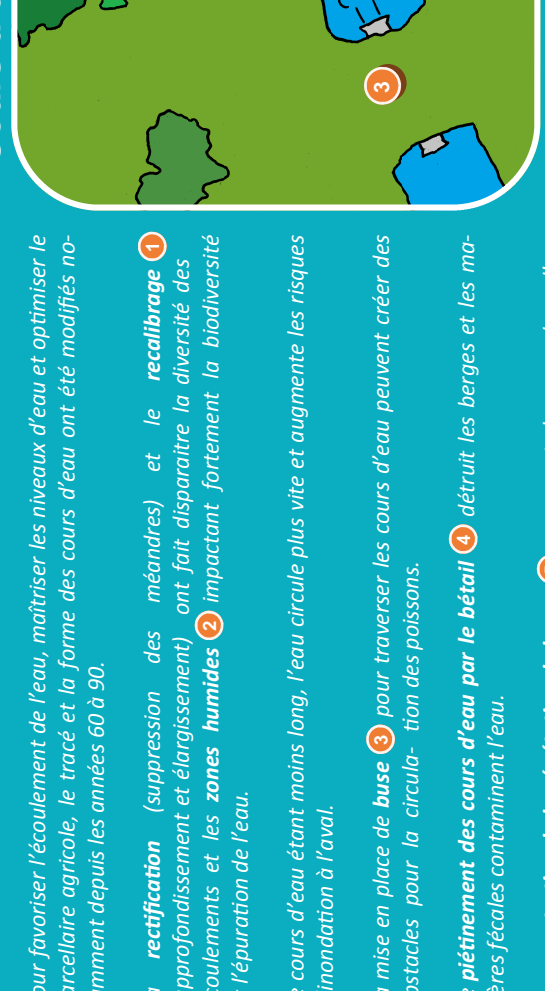 our favoriser l'écoulement de l'eau, maîtriser les niveaux d'eau et optimiser le
arcellaire agricole, le tracé et la forme des cours d'eau ont été modifiés no-
amment depuis les années 60 à 90.
a rectification (suppression des méandres) et le recalibrage 1
approfondissement et élargissement) ont fait disparaitre la diversité des
coulements et les zones humides 2 impactant fortement la biodiversité
l'épuration de l'eau.
e cours d'eau étant moins long, l'eau circule plus vite et augmente les risques
inondation à l'aval.
a mise en place de buse 3 pour traverser les cours d'eau peuvent créer des
bstacles pour la circula- tion des poissons.
e piétinement des cours d'eau par le bétail 4 détruit les berges et les ma-
ères fécales contaminent l'eau.
3